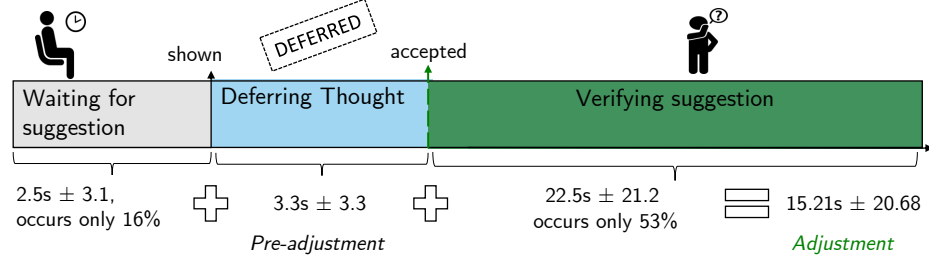 ?
DEFERRED
shown
accepted
Waiting for
suggestion
Deferring Thought
Verifying suggestion
2.5s ± 3.1,
occurs only 16%
3.3s ± 3.3
22.5s ± 21.2
occurs only 53%
15.21s ± 20.68
Pre-adjustment
Adjustment